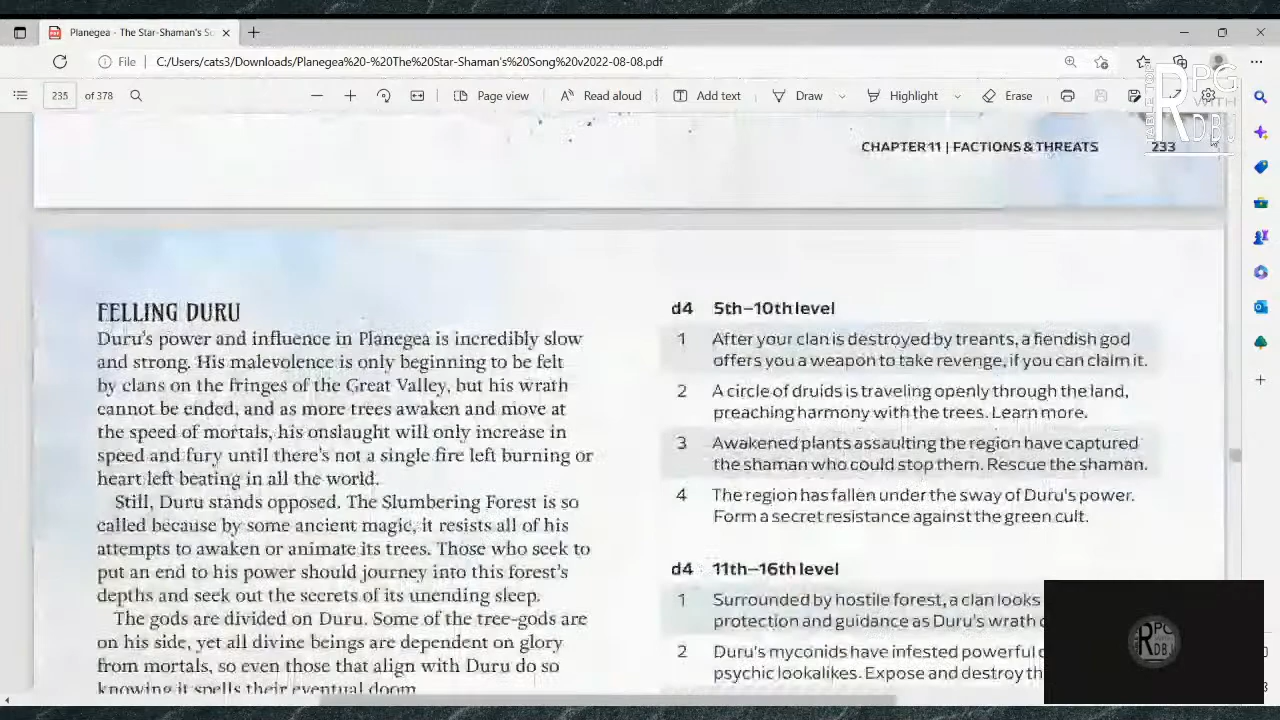 Planegea - The Star-Shaman's So
File
C:/Users/cats3/Downloads/Planegea%20-%20The%20Star-Shaman's%20Song%20v2022-08-08.pdf
235 of 378
Page view
Read aloud
Add text
Draw
Highlight
Erase
TABLE TOP
RPG
WITH
RDBJ
CHAPTER 11 | FACTIONS & THREATS 233
FELLING DURU
Duru's power and influence in Planegea is incredibly slow
and strong. His malevolence is only beginning to be felt
by clans on the fringes of the Great Valley, but his wrath
cannot be ended, and as more trees awaken and move at
the speed of mortals, his onslaught will only increase in
speed and fury until there's not a single fire left burning or
heart left beating in all the world.
Still, Duru stands opposed. The Slumbering Forest is so
called because by some ancient magic, it resists all of his
attempts to awaken or animate its trees. Those who seek to
put an end to his power should journey into this forest's
depths and seek out the secrets of its unending sleep.
The gods are divided on Duru. Some of the tree-gods are
on his side, yet all divine beings are dependent on glory
from mortals, so even those that align with Duru do so
knowing it spells their eventual doom
d4 5th–10th level
1 After your clan is destroyed by treants, a fiendish god
offers you a weapon to take revenge, if you can claim it.
2 A circle of druids is traveling openly through the land,
preaching harmony with the trees. Learn more.
3 Awakened plants assaulting the region have captured
the shaman who could stop them. Rescue the shaman.
4 The region has fallen under the sway of Duru's power.
Form a secret resistance against the green cult.
d4 11th–16th level
1 Surrounded by hostile forest, a clan looks
protection and guidance as Duru's wrath
2 Duru's myconids have infested powerful
psychic lookalikes. Expose and destroy
RPG
RDBJ